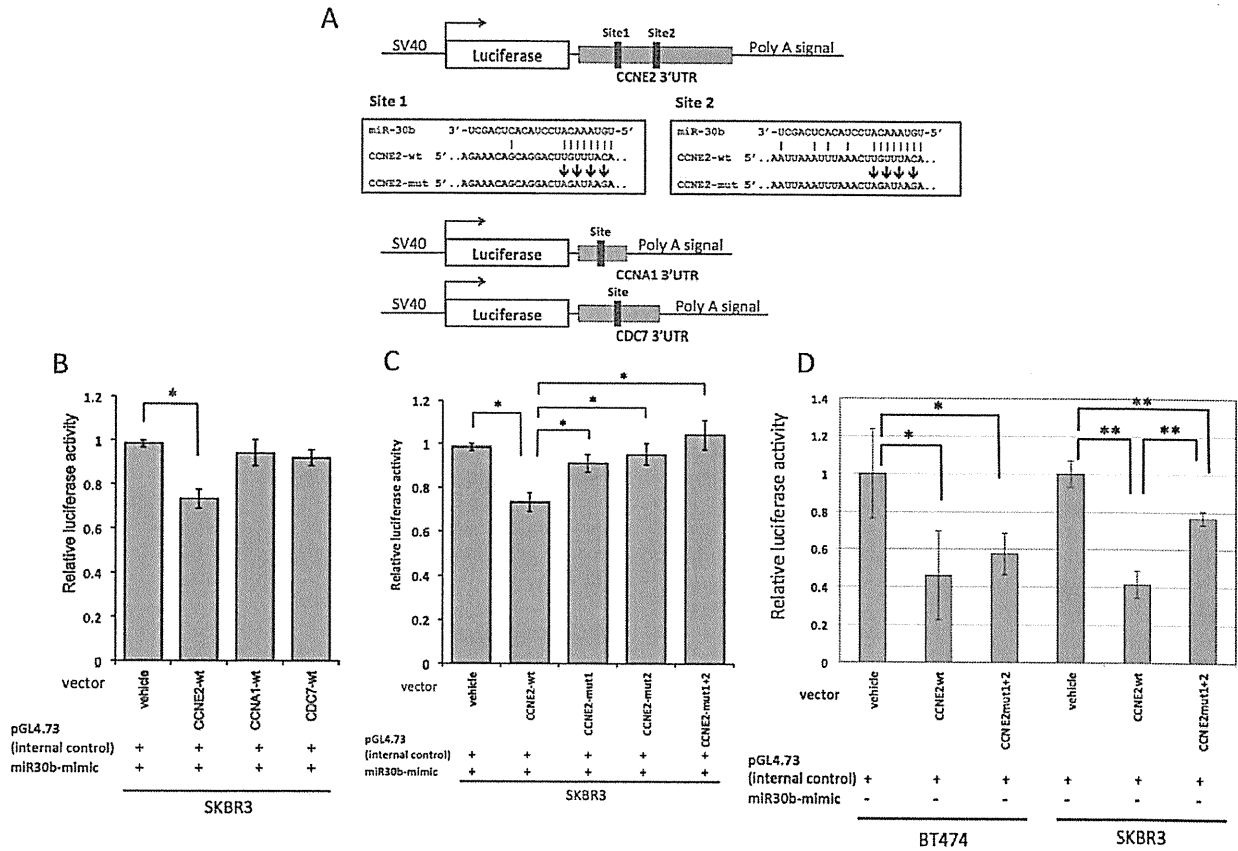 A
SV40
Luciferase
Site1
Site2
Poly A signal
CCNE2 3'UTR
Site 1
miR-30b 3'-UCGACUCACAUCCUACAAAUGU-5'
CCNE2-wt 5'..AGAAACAGCAGGACUUGUUUACA..
CCNE2-mut 5'..AGAAACAGCAGGACUAGAUAAGA..
Site 2
miR-30b 3'-UCGACUCACAUCCUACAAAUGU-5'
CCNE2-wt 5'..AAUUAAAUUUAAACUUGUUUACA..
CCNE2-mut 5'..AAUUAAAUUUAAACUAGAUAAGA..
SV40
Luciferase
Site
Poly A signal
CCNA1 3'UTR
SV40
Luciferase
Site
Poly A signal
CDC7 3'UTR
B
Relative luciferase activity
1.2
1
0.8
0.6
0.4
0.2
0
*
vector
vehicle
CCNE2-wt
CCNA1-wt
CDC7-wt
pGL4.73
(internal control) + + + +
miR30b-mimic + + + +
SKBR3
C
Relative luciferase activity
1.2
1
0.8
0.6
0.4
0.2
0
*
*
*
*
vector
vehicle
CCNE2-wt
CCNE2-mut1
CCNE2-mut2
CCNE2-mut1+2
pGL4.73
(internal control) + + + + +
miR30b-mimic + + + + +
SKBR3
D
Relative luciferase activity
1.4
1.2
1
0.8
0.6
0.4
0.2
0
*
*
**
**
**
vector
vehicle
CCNE2wt
CCNE2mut1+2
vehicle
CCNE2wt
CCNE2mut1+2
pGL4.73
(internal control) + + + + + +
miR30b-mimic - - - - - -
BT474
SKBR3